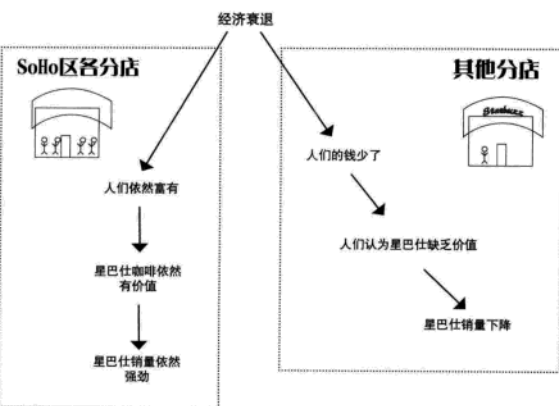 经济衰退
SoHo区各分店
人们依然富有
星巴仕咖啡依然
有价值
星巴仕销量依然
强劲
其他分店
Starbuzz
人们的钱少了
人们认为星巴仕缺乏价值
星巴仕销量下降